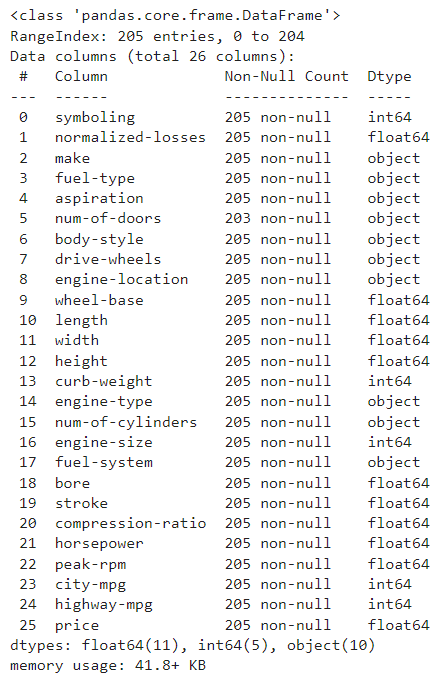 <class 'pandas.core.frame.DataFrame'>
RangeIndex: 205 entries, 0 to 204
Data columns (total 26 columns):
 #   Column             Non-Null Count  Dtype
---  ------             --------------  -----
 0   symboling          205 non-null    int64
 1   normalized-losses  205 non-null    float64
 2   make               205 non-null    object
 3   fuel-type          205 non-null    object
 4   aspiration         205 non-null    object
 5   num-of-doors       203 non-null    object
 6   body-style         205 non-null    object
 7   drive-wheels       205 non-null    object
 8   engine-location    205 non-null    object
 9   wheel-base         205 non-null    float64
 10  length             205 non-null    float64
 11  width              205 non-null    float64
 12  height             205 non-null    float64
 13  curb-weight        205 non-null    int64
 14  engine-type        205 non-null    object
 15  num-of-cylinders   205 non-null    object
 16  engine-size        205 non-null    int64
 17  fuel-system        205 non-null    object
 18  bore               205 non-null    float64
 19  stroke             205 non-null    float64
 20  compression-ratio  205 non-null    float64
 21  horsepower         205 non-null    float64
 22  peak-rpm           205 non-null    float64
 23  city-mpg           205 non-null    int64
 24  highway-mpg        205 non-null    int64
 25  price              205 non-null    float64
dtypes: float64(11), int64(5), object(10)
memory usage: 41.8+ KB